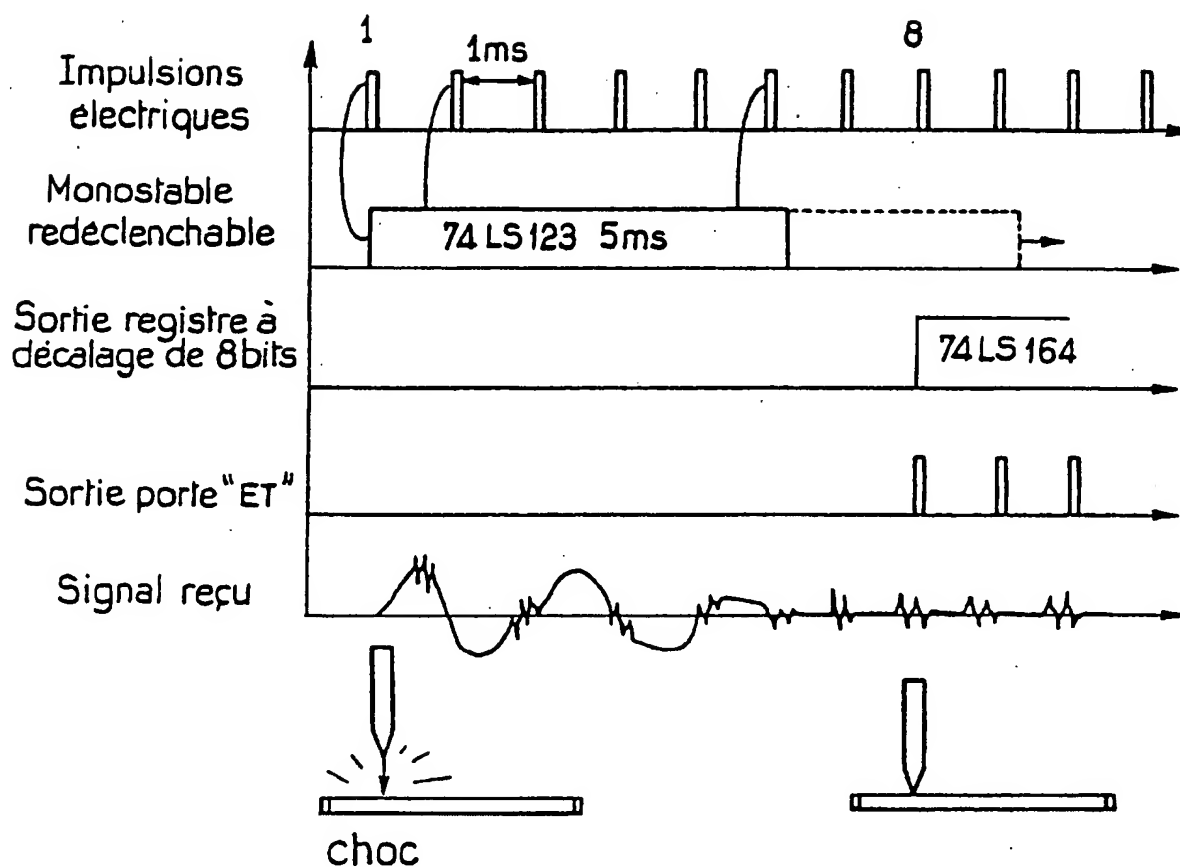 1
8
1ms
Impulsions
électriques
Monostable
redéclenchable
74 LS 123 5ms
Sortie registre à
décalage de 8bits
74 LS 164
Sortie porte "ET"
Signal reçu
choc